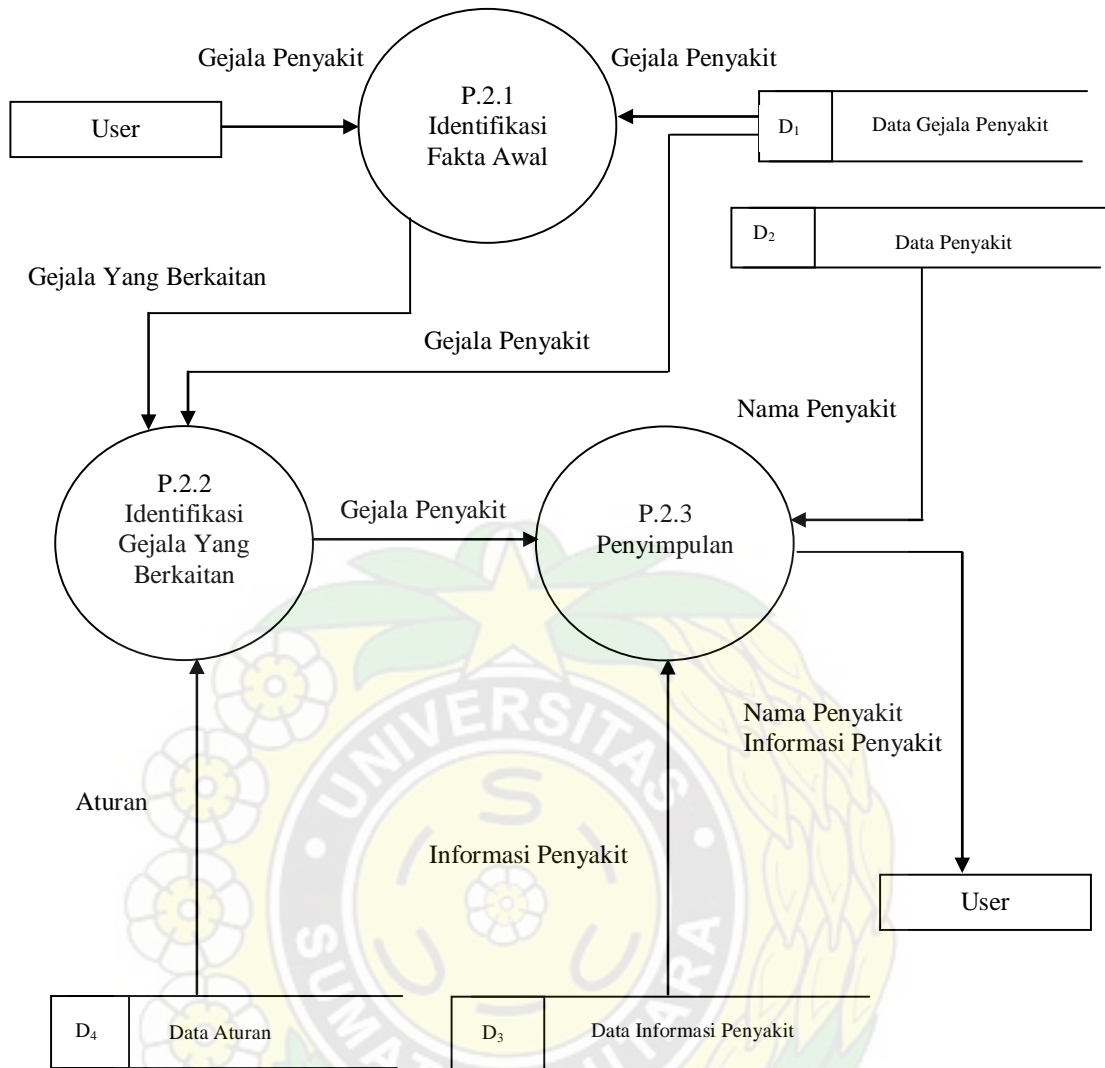 Gejala Penyakit
Gejala Penyakit
User
P.2.1
Identifikasi
Fakta Awal
D₁
Data Gejala Penyakit
D₂
Data Penyakit
Gejala Yang Berkaitan
Gejala Penyakit
Nama Penyakit
P.2.2
Identifikasi
Gejala Yang
Berkaitan
Gejala Penyakit
P.2.3
Penyimpulan
Nama Penyakit
Informasi Penyakit
Aturan
Informasi Penyakit
User
D₄
Data Aturan
D₃
Data Informasi Penyakit
UNIVERSITAS